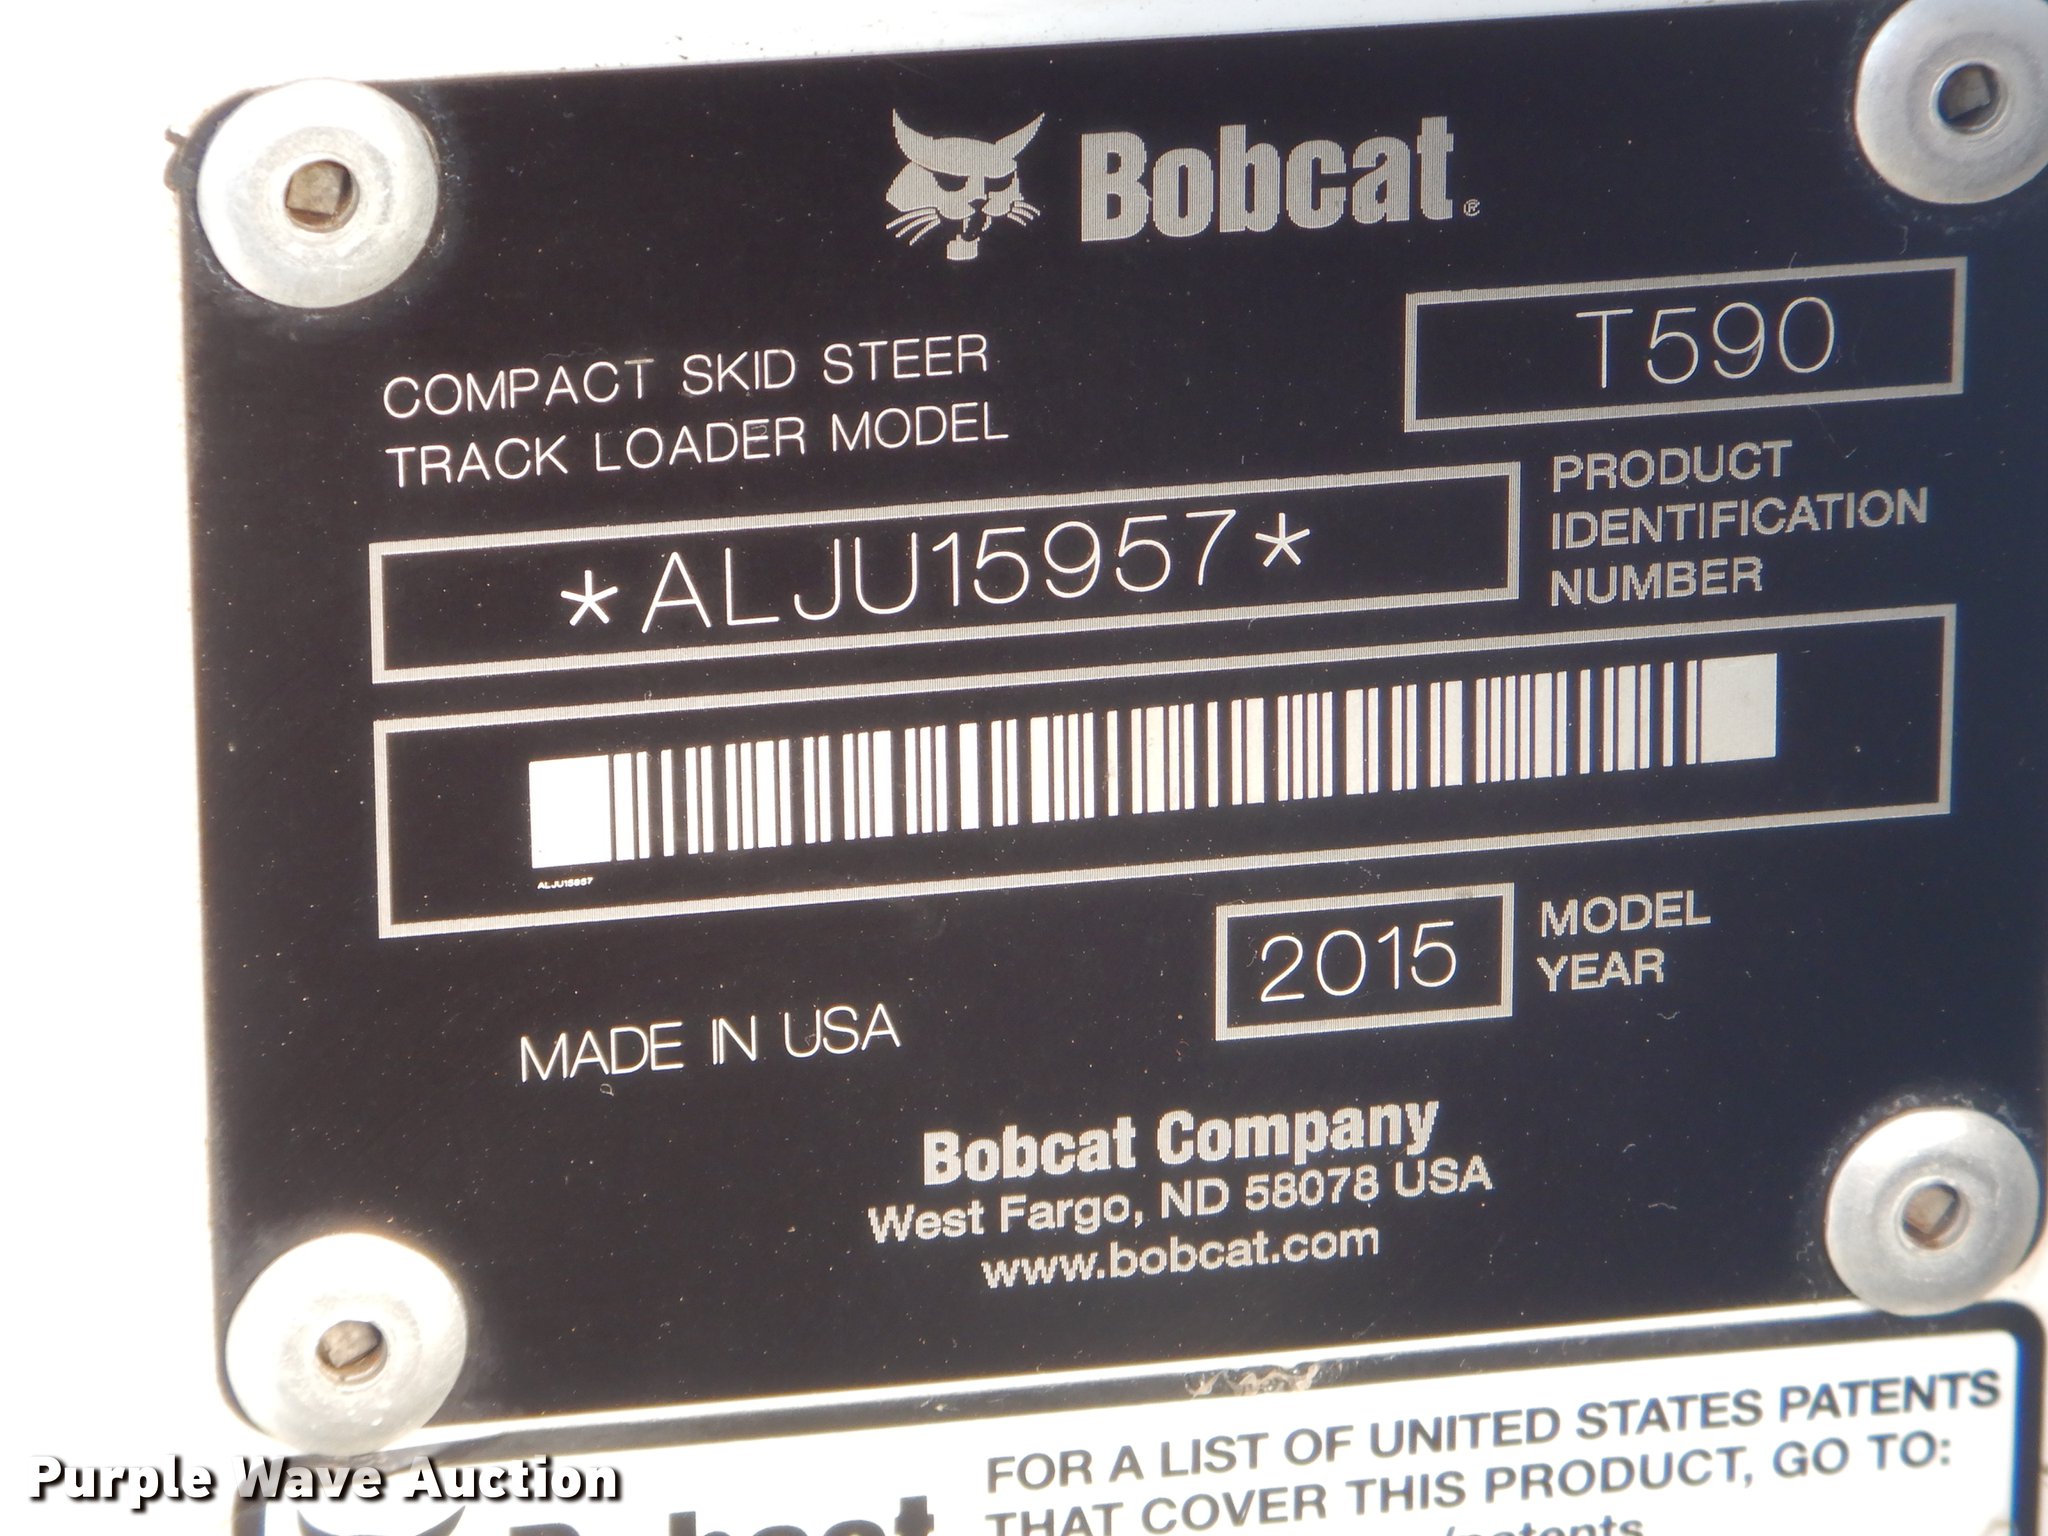 Bobcat®
COMPACT SKID STEER
TRACK LOADER MODEL
T590
*ALJU15957*
PRODUCT
IDENTIFICATION
NUMBER
ALJU15957
2015
MODEL
YEAR
MADE IN USA
Bobcat Company
West Fargo, ND 58078 USA
www.bobcat.com
FOR A LIST OF UNITED STATES PATENTS
THAT COVER THIS PRODUCT, GO TO:
/patents
Bobcat
Purple Wave Auction